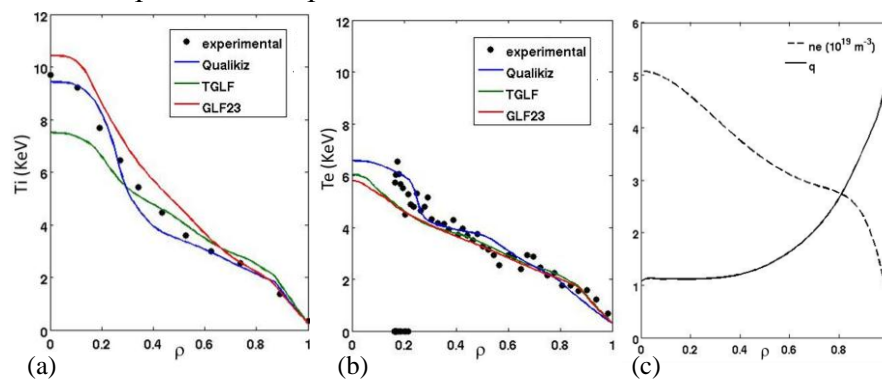 12
10
8
6
4
2
0
Ti (KeV)
experimental
Qualikiz
TGLF
GLF23
0 0.2 0.4 0.6 0.8 1
ρ
(a)
12
10
8
6
4
2
0
Te (KeV)
experimental
Qualikiz
TGLF
GLF23
0 0.2 0.4 0.6 0.8 1
ρ
(b)
6
5
4
3
2
1
0
ne (10¹⁹ m⁻³)
q
0 0.2 0.4 0.6 0.8
ρ
(c)